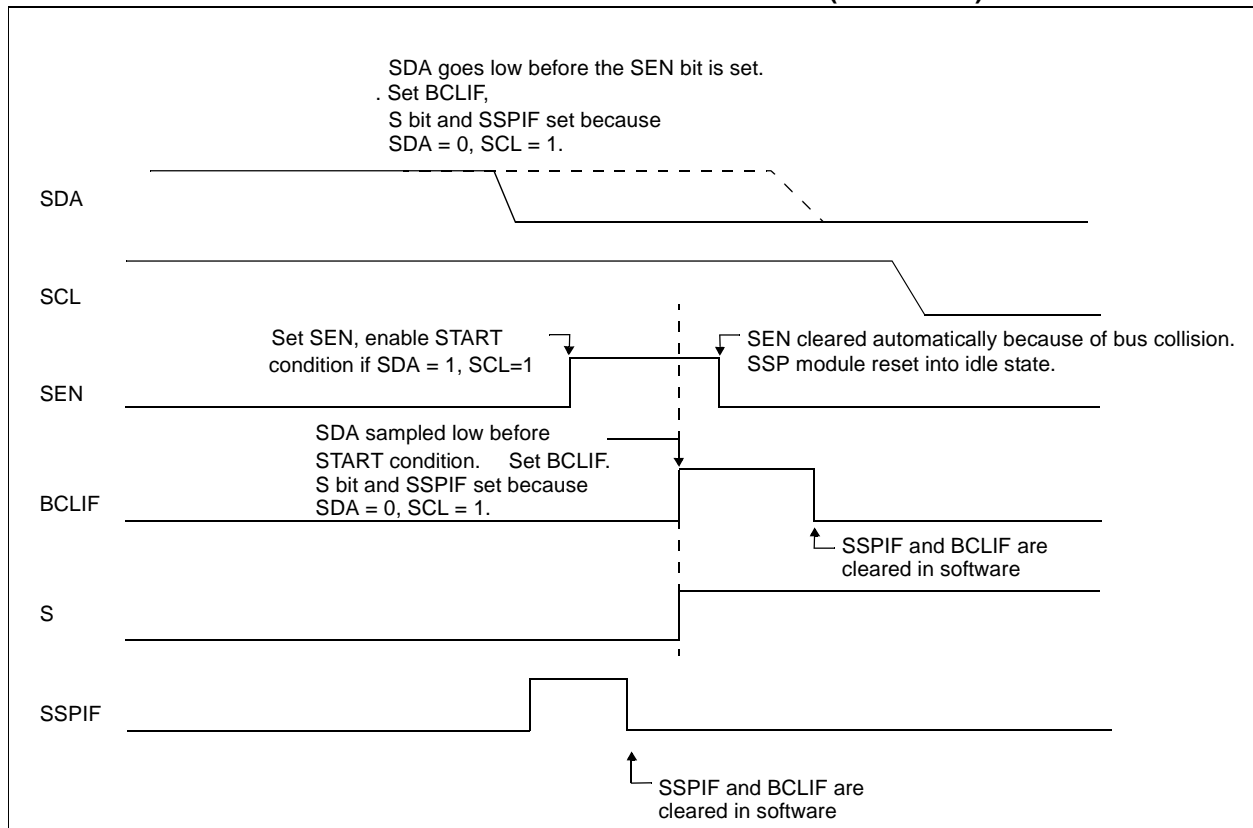 SDA goes low before the SEN bit is set.
. Set BCLIF,
S bit and SSPIF set because
SDA = 0, SCL = 1.
SDA
SCL
Set SEN, enable START
condition if SDA = 1, SCL=1
SEN cleared automatically because of bus collision.
SSP module reset into idle state.
SEN
SDA sampled low before
START condition. Set BCLIF.
S bit and SSPIF set because
SDA = 0, SCL = 1.
BCLIF
SSPIF and BCLIF are
cleared in software
S
SSPIF
SSPIF and BCLIF are
cleared in software